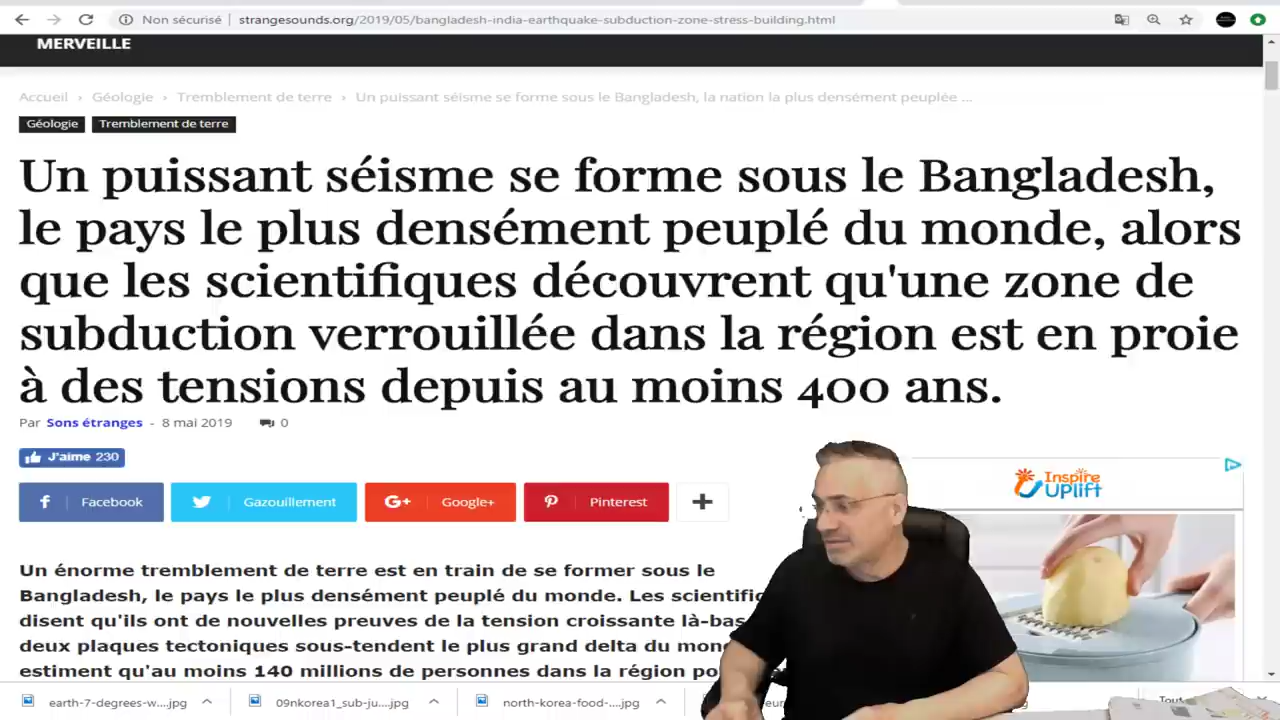 Non sécurisé strangesounds.org/2019/05/bangladesh-india-earthquake-subduction-zone-stress-building.html
MERVEILLE
Accueil › Géologie › Tremblement de terre › Un puissant séisme se forme sous le Bangladesh, la nation la plus densément peuplée ...
Géologie Tremblement de terre
Un puissant séisme se forme sous le Bangladesh,
le pays le plus densément peuplé du monde, alors
que les scientifiques découvrent qu'une zone de
subduction verrouillée dans la région est en proie
à des tensions depuis au moins 400 ans.
Par Sons étranges - 8 mai 2019 0
J'aime 230
Facebook Gazouillement Google+ Pinterest
Inspire
Uplift
Un énorme tremblement de terre est en train de se former sous le
Bangladesh, le pays le plus densément peuplé du monde. Les
disent qu'ils ont de nouvelles preuves de la tension croissante là-bas
deux plaques tectoniques sous-tendent le plus grand delta du
estiment qu'au moins 140 millions de personnes dans la région
earth-7-degrees-w....jpg 09nkorea1_sub-ju....jpg north-korea-food-....jpg